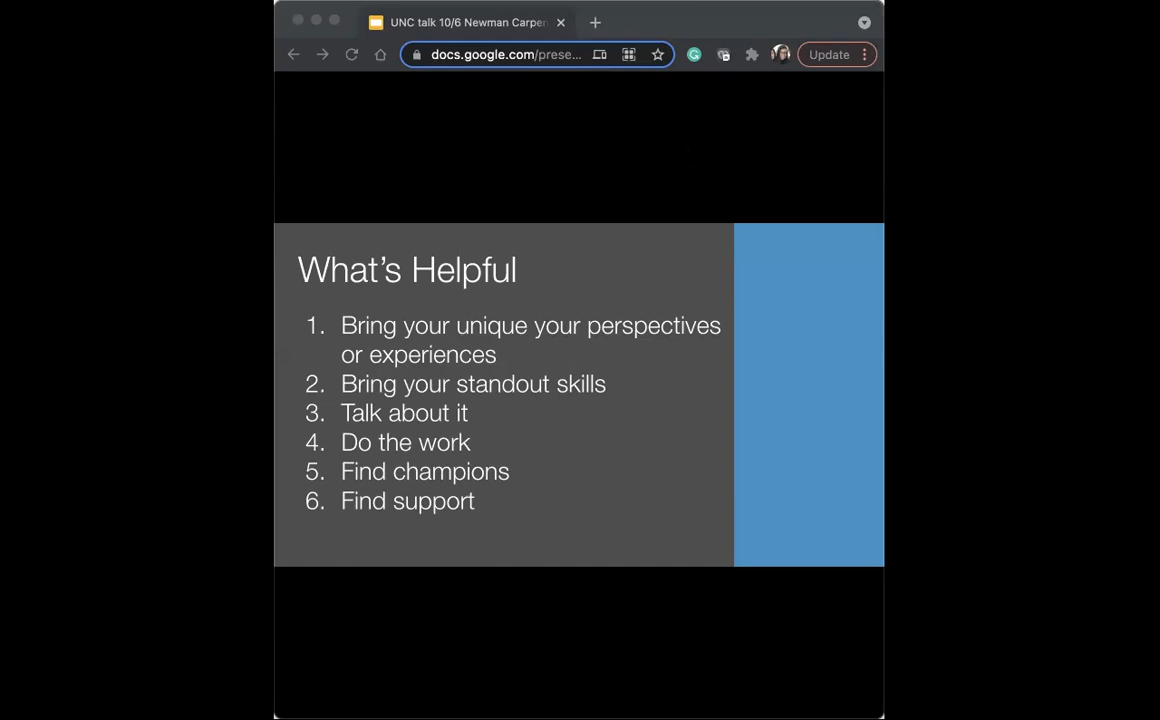 UNC talk 10/6 Newman Carpen
docs.google.com/prese...
Update
What's Helpful
1. Bring your unique your perspectives
or experiences
2. Bring your standout skills
3. Talk about it
4. Do the work
5. Find champions
6. Find support